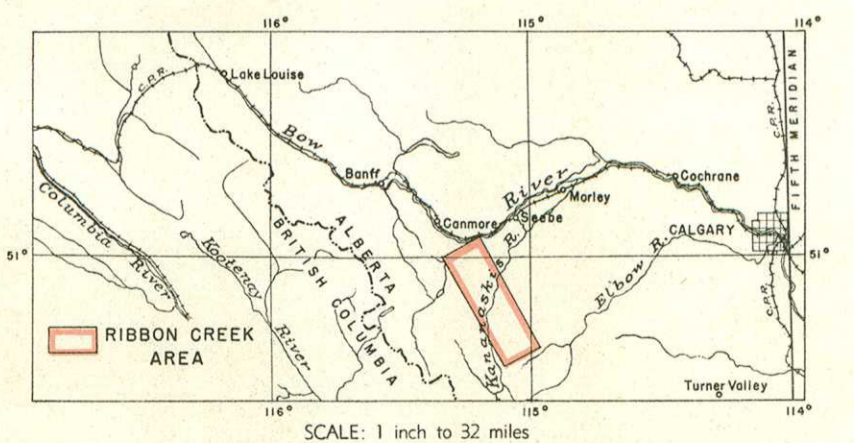 116°
115°
114°
C.P.R.
Lake Louise
C.P.R.
FIFTH MERIDIAN
Bow
River
Banff
Cochrane
Morley
Canmore
Seebe
CALGARY
Columbia
River
Kootenay
River
ALBERTA
BRITISH
COLUMBIA
Kananaskis R.
Elbow R.
51°
51°
C.P.R.
RIBBON CREEK
AREA
Turner Valley
116°
115°
114°
SCALE: 1 inch to 32 miles